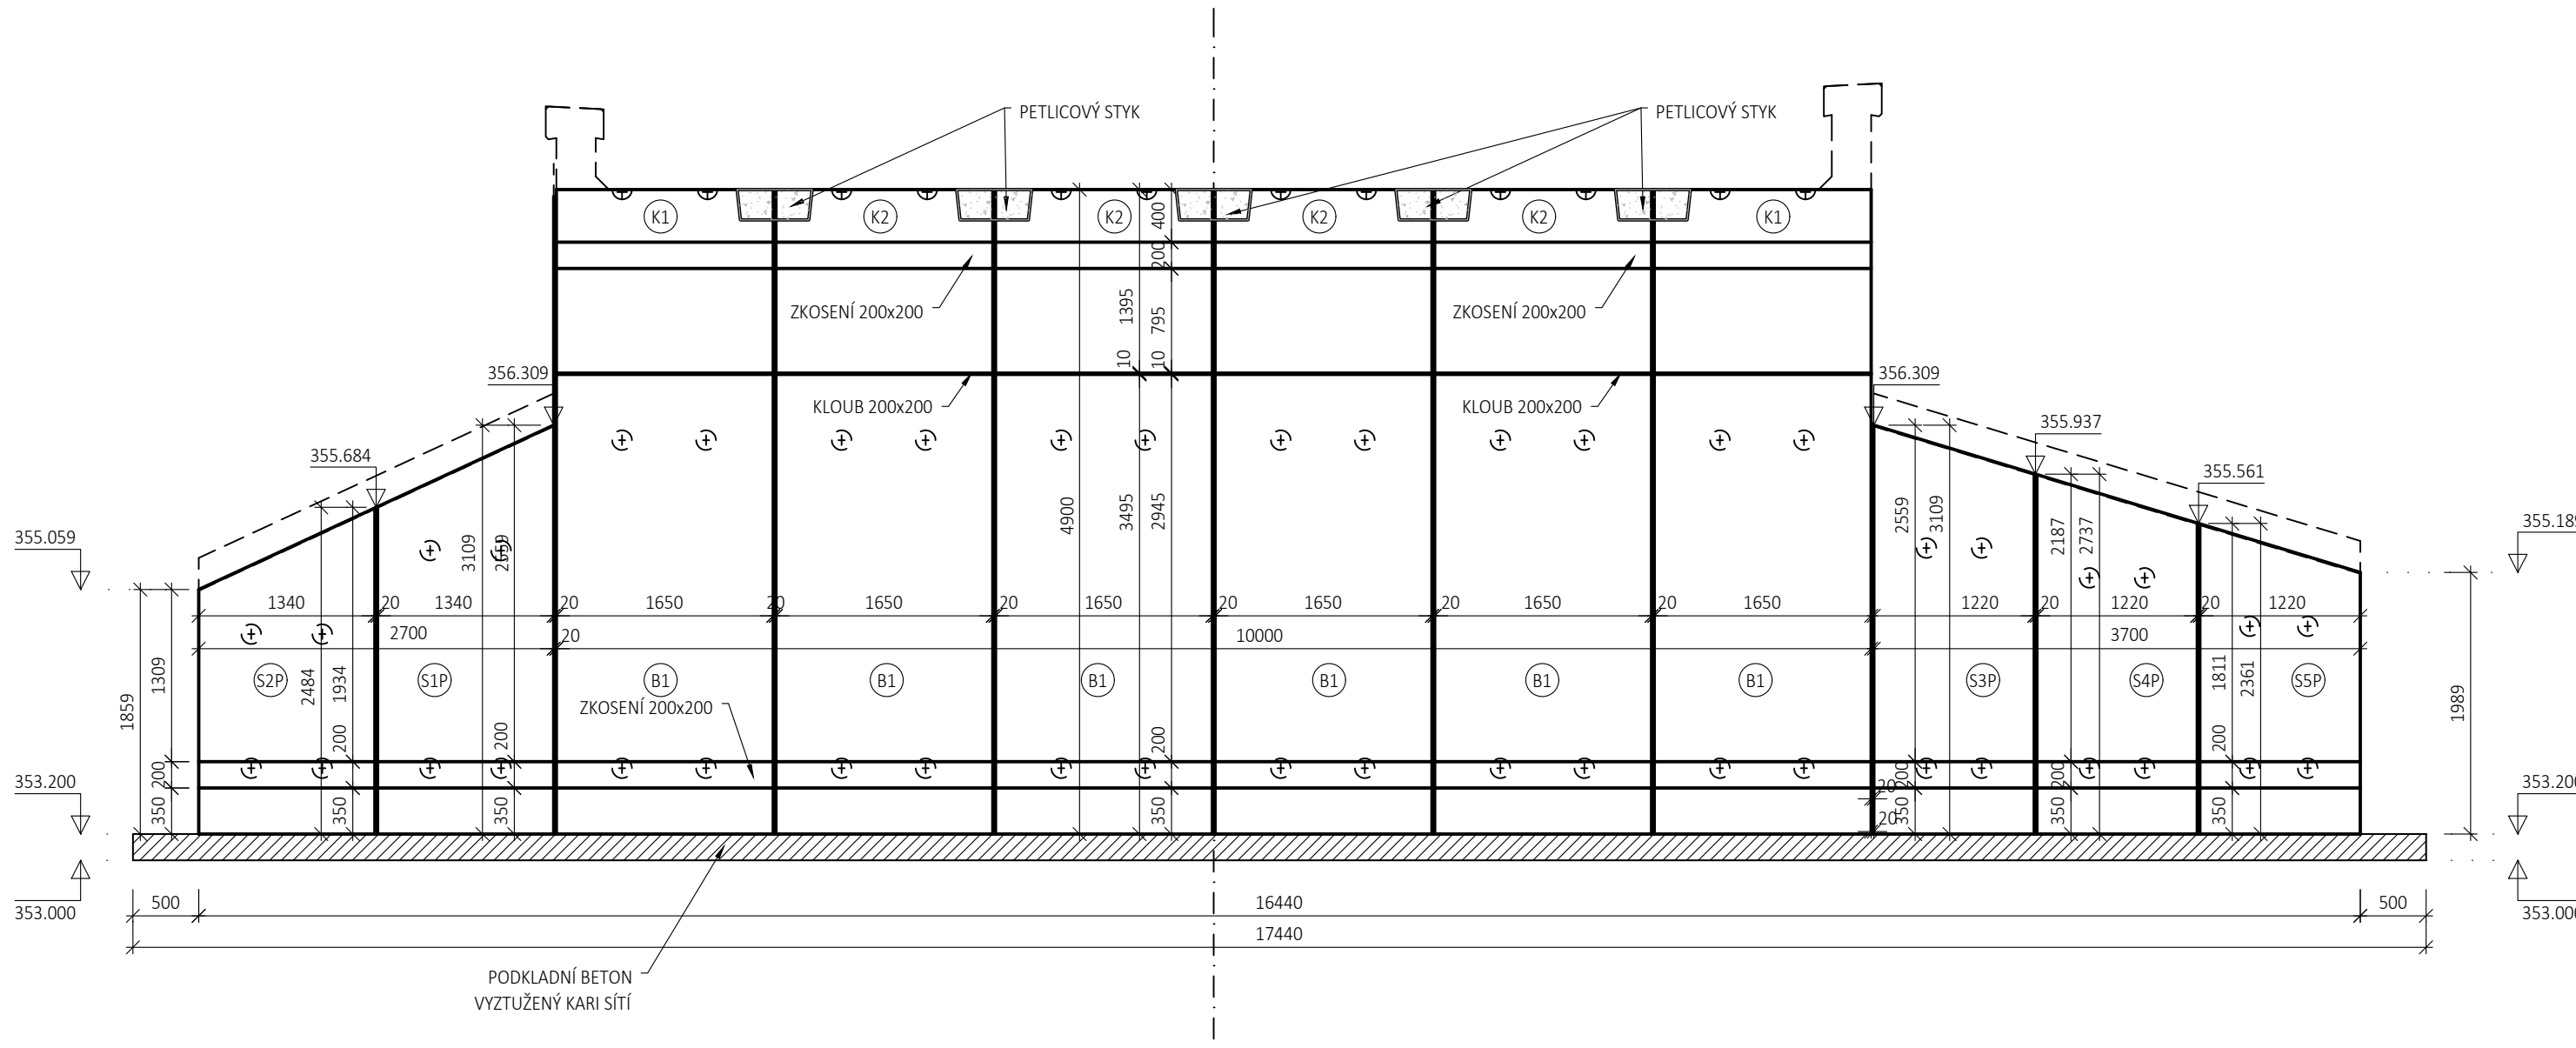 PETLICOVÝ STYK
PETLICOVÝ STYK
K1
K2
K2
K2
K2
K1
400
200
ZKOSENÍ 200x200
1395
795
ZKOSENÍ 200x200
10
10
356.309
356.309
KLOUB 200x200
KLOUB 200x200
355.684
355.937
355.561
355.059
355.189
3109
2559
4900
3495
2945
2559
3109
2187
2737
1340
20
1340
20
1650
20
1650
20
1650
20
1650
20
1650
20
1650
1220
20
1220
20
1220
2700
20
10000
3700
1859
1309
2484
1934
1811
2361
1989
S2P
S1P
B1
B1
B1
B1
B1
B1
S3P
S4P
S5P
ZKOSENÍ 200x200
200
200
200
200
200
200
200
353.200
353.200
350
350
350
350
20
20
350
350
350
353.000
353.000
500
16440
500
17440
PODKLADNÍ BETON
VYZTUŽENÝ KARI SÍTÍ